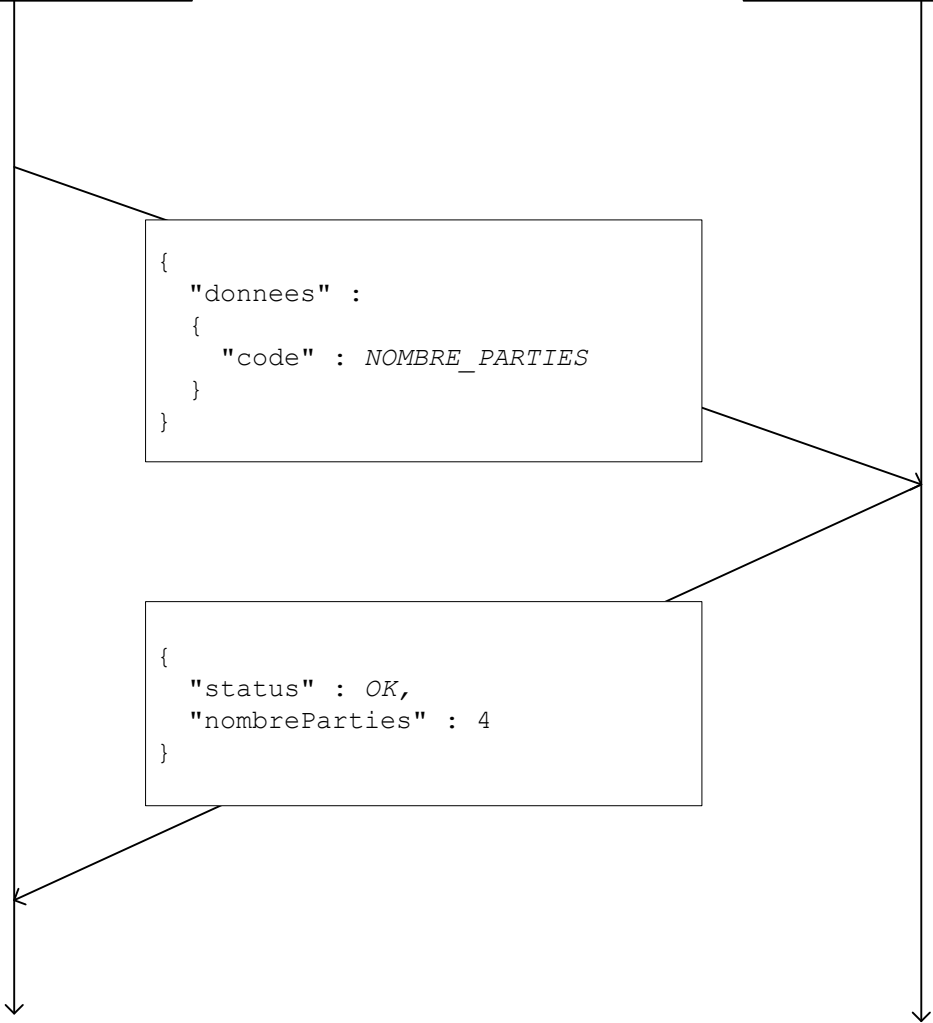 {
"donnees" :
{
"code" : NOMBRE_PARTIES
}
}
{
"status" : OK,
"nombreParties" : 4
}